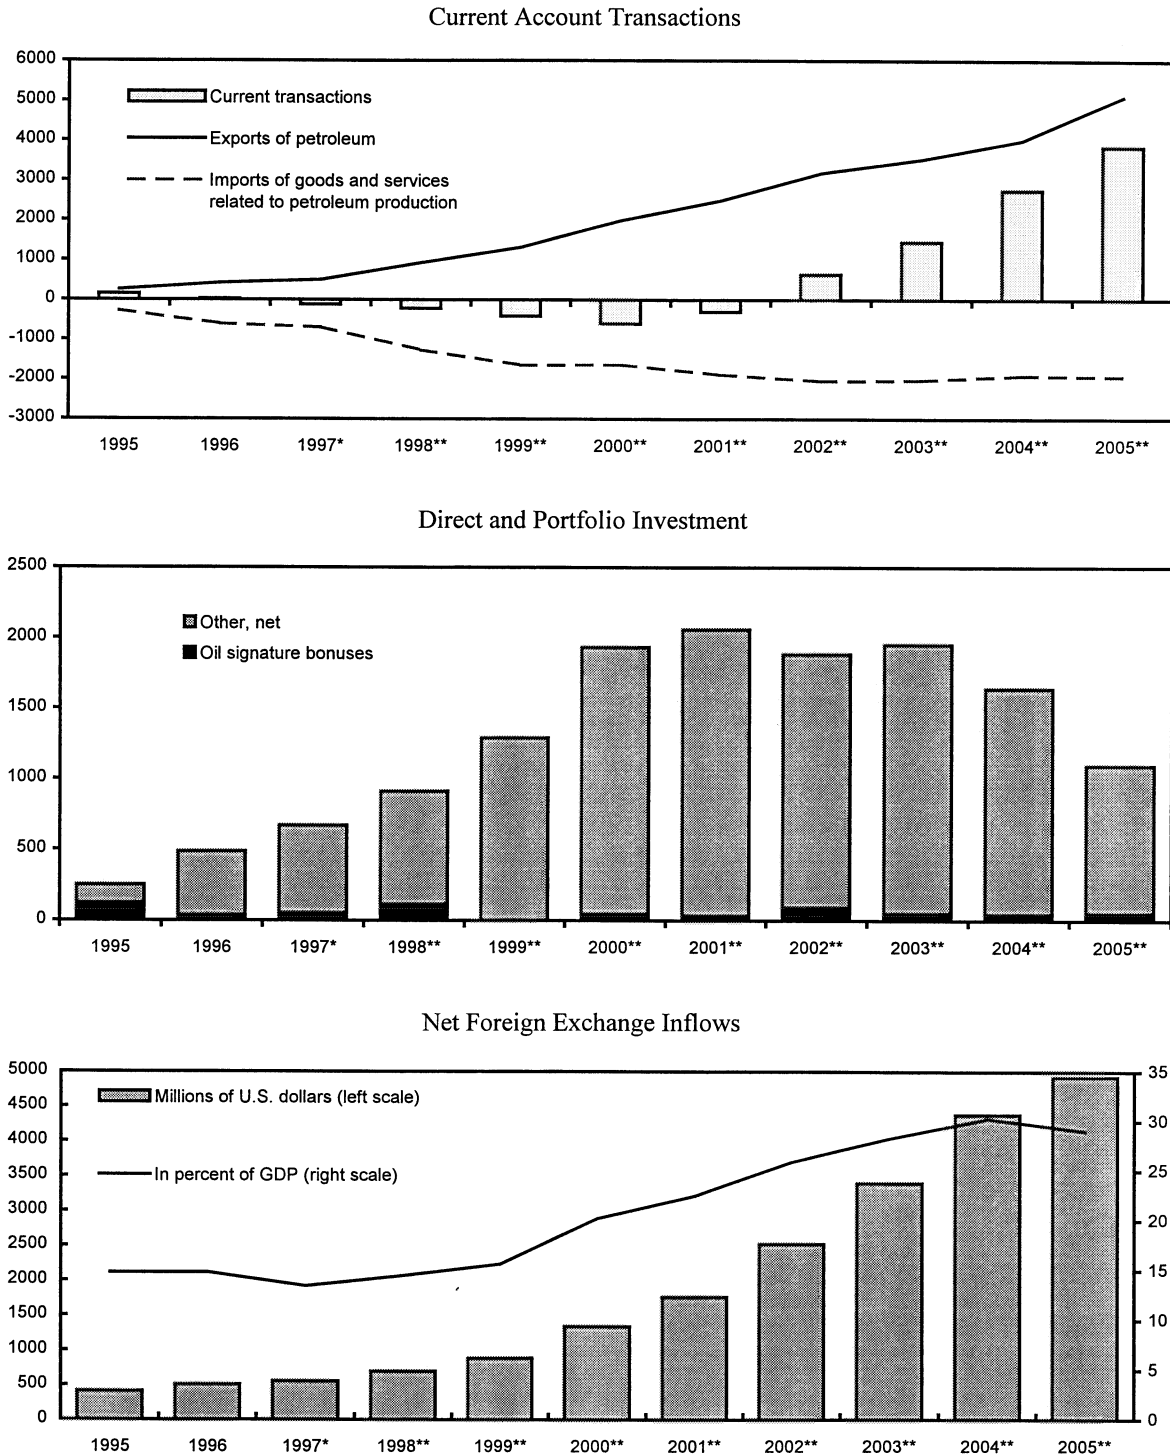 Current Account Transactions
6000
5000
4000
3000
2000
1000
0
-1000
-2000
-3000
Current transactions
Exports of petroleum
Imports of goods and services
related to petroleum production
1995 1996 1997* 1998** 1999** 2000** 2001** 2002** 2003** 2004** 2005**
Direct and Portfolio Investment
2500
2000
1500
1000
500
0
Other, net
Oil signature bonuses
1995 1996 1997* 1998** 1999** 2000** 2001** 2002** 2003** 2004** 2005**
Net Foreign Exchange Inflows
5000
4500
4000
3500
3000
2500
2000
1500
1000
500
0
Millions of U.S. dollars (left scale)
In percent of GDP (right scale)
35
30
25
20
15
10
5
0
1995 1996 1997* 1998** 1999** 2000** 2001** 2002** 2003** 2004** 2005**